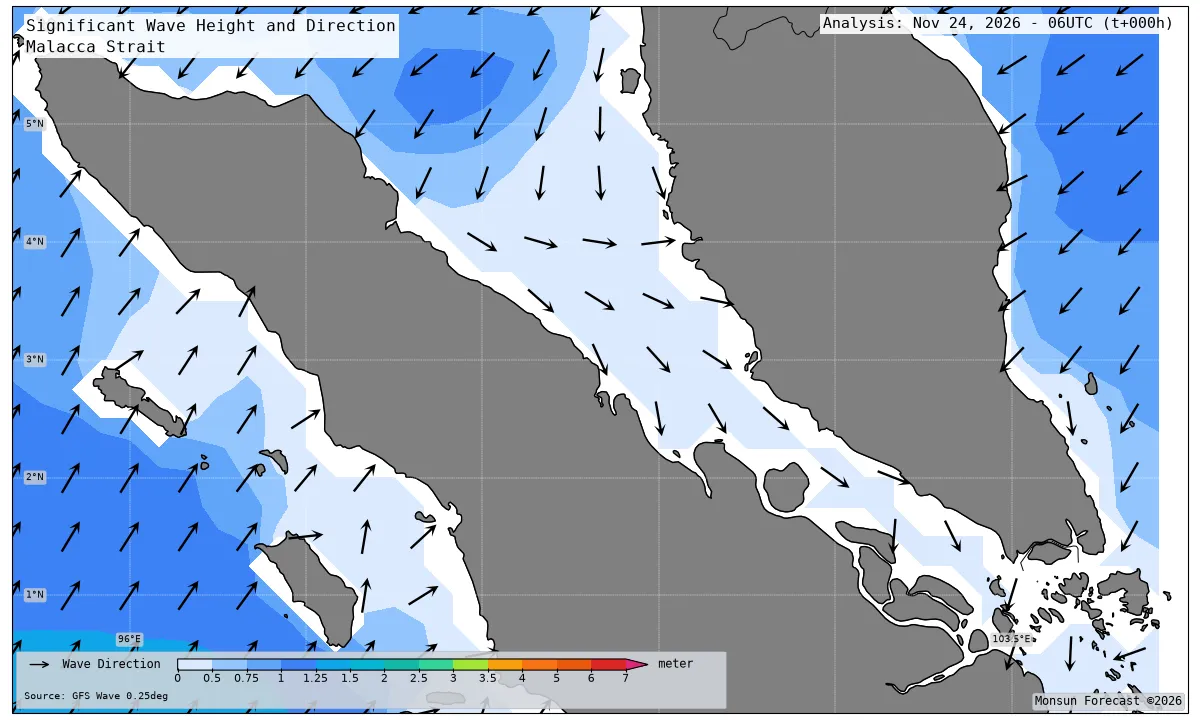 Significant Wave Height and Direction
Malacca Strait
Analysis: Nov 24, 2026 - 06UTC (t+000h)
5°N
4°N
3°N
2°N
1°N
96°E
103.5°E
Wave Direction
meter
0 0.5 0.75 1 1.25 1.5 2 2.5 3 3.5 4 5 6 7
Source: GFS Wave 0.25deg
Monsun Forecast ©2026